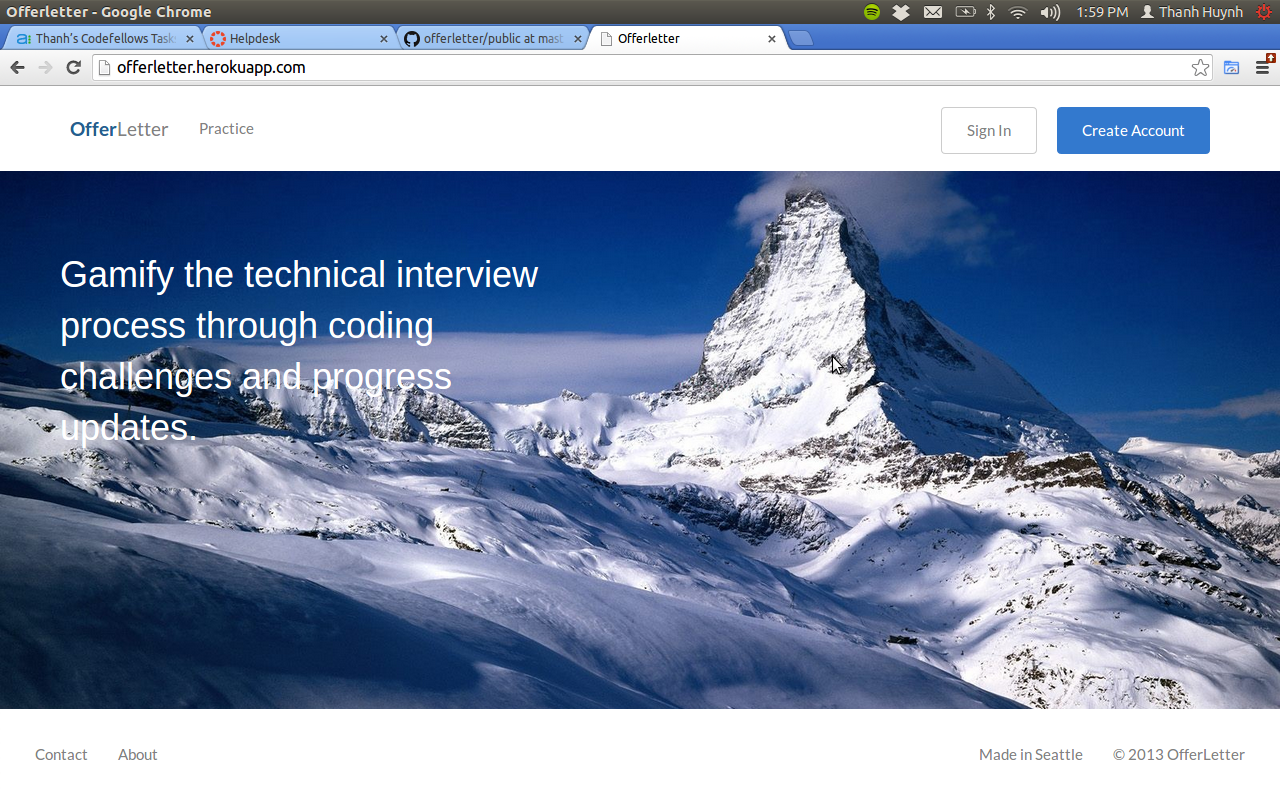 Offerletter - Google Chrome
1:59 PM Thanh Huynh
Thanh's Codefellows Task
Helpdesk
offerletter/public at mast
Offerletter
offerletter.herokuapp.com
OfferLetter
Practice
Sign In
Create Account
Gamify the technical interview
process through coding
challenges and progress
updates.
Contact
About
Made in Seattle
© 2013 OfferLetter